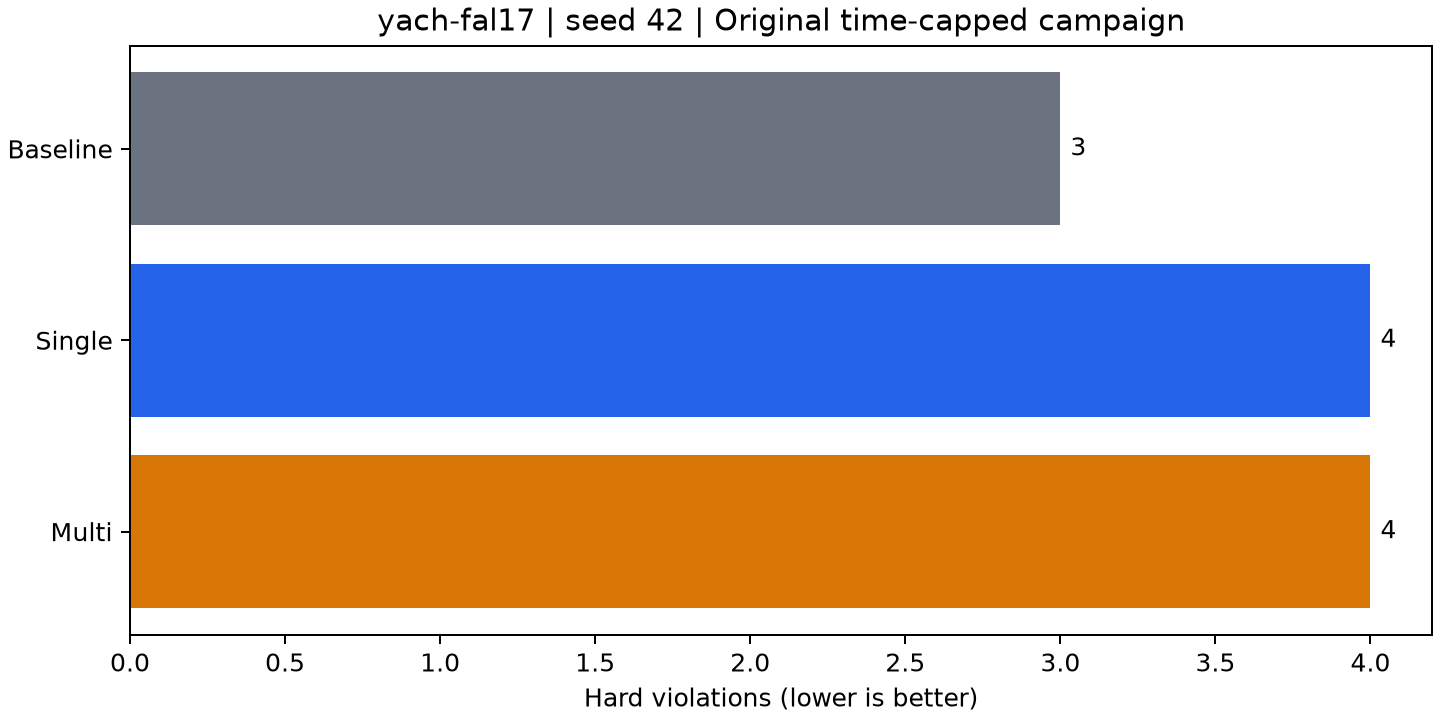 yach-fal17 | seed 42 | Original time-capped campaign
Baseline
3
Single
4
Multi
4
0.0 0.5 1.0 1.5 2.0 2.5 3.0 3.5 4.0
Hard violations (lower is better)